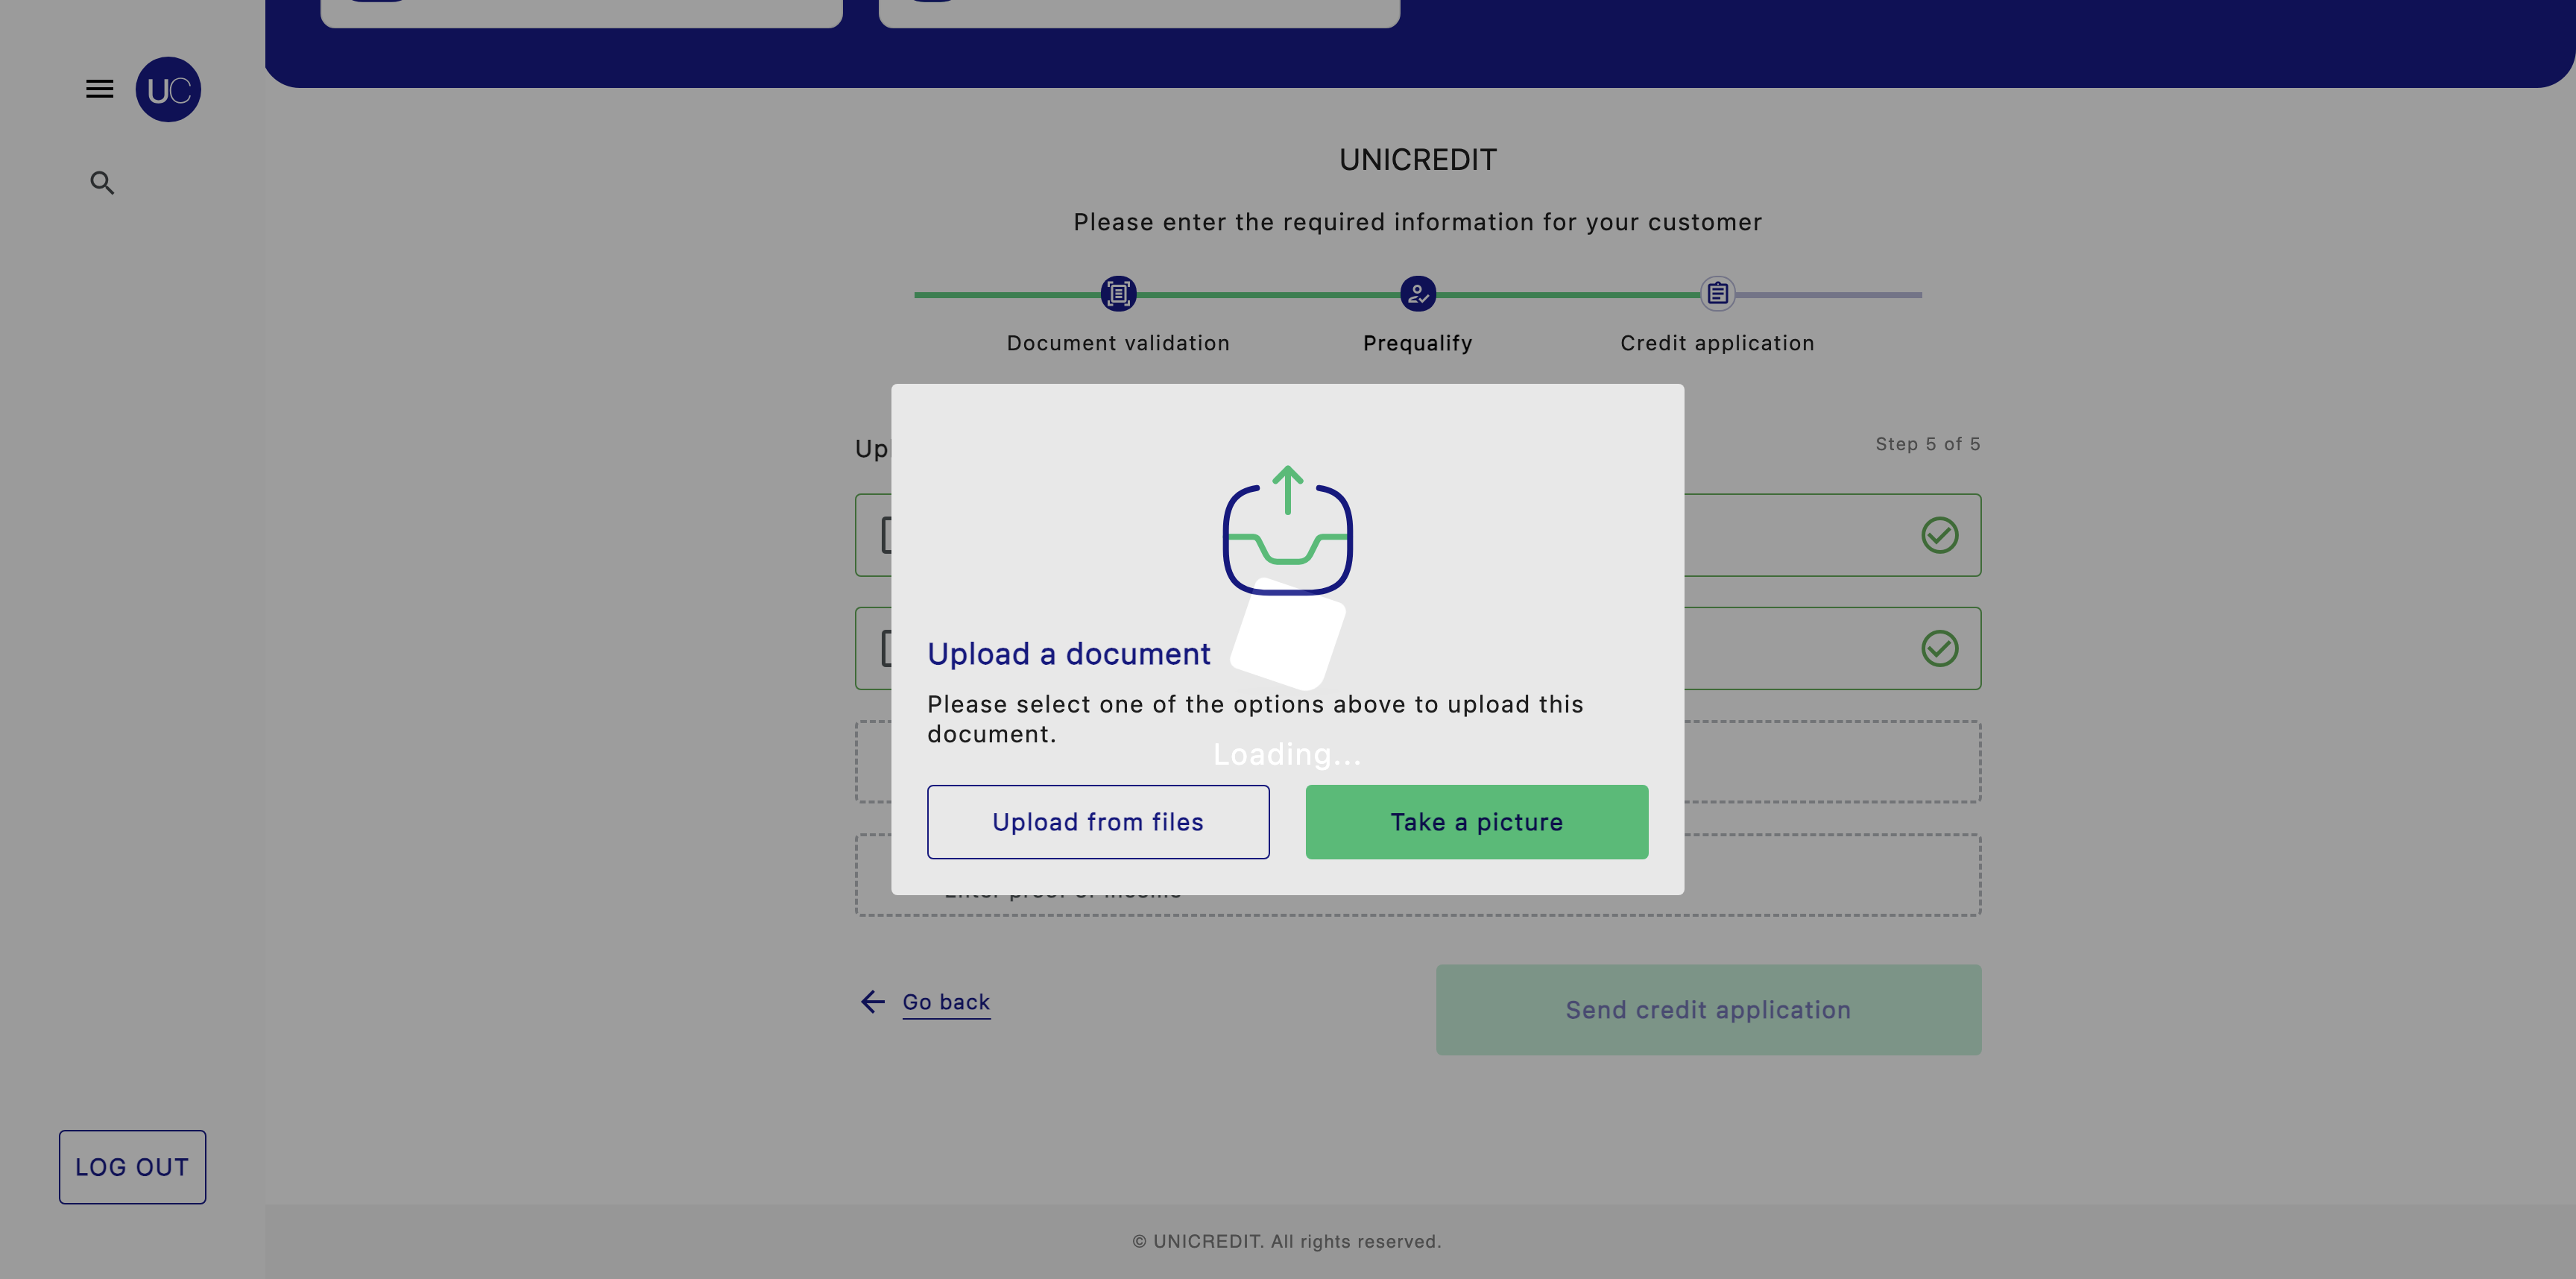 UC
UNICREDIT
Please enter the required information for your customer
Document validation
Prequalify
Credit application
Step 5 of 5
Upload a document
Please select one of the options above to upload this
document.
Loading...
Upload from files
Take a picture
Go back
Send credit application
LOG OUT
© UNICREDIT. All rights reserved.